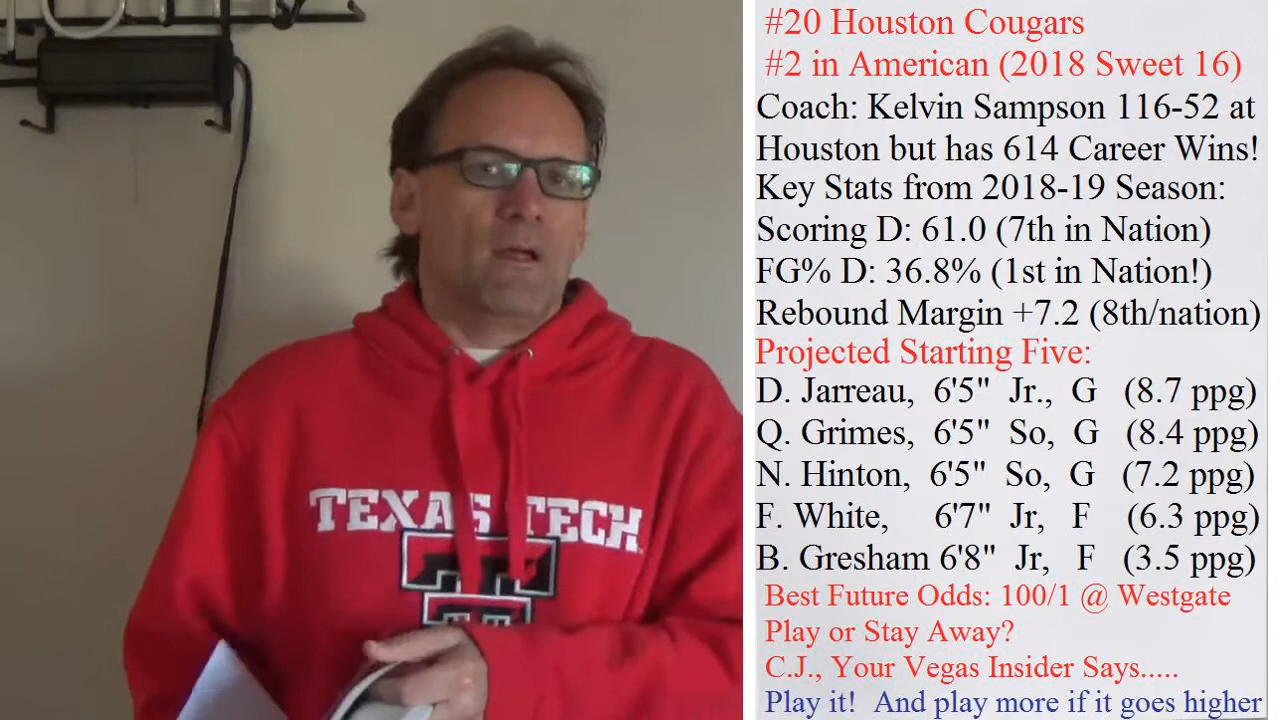 TEXAS TECH
#20 Houston Cougars
#2 in American (2018 Sweet 16)
Coach: Kelvin Sampson 116-52 at
Houston but has 614 Career Wins!
Key Stats from 2018-19 Season:
Scoring D: 61.0 (7th in Nation)
FG% D: 36.8% (1st in Nation!)
Rebound Margin +7.2 (8th/nation)
Projected Starting Five:
D. Jarreau, 6'5" Jr., G (8.7 ppg)
Q. Grimes, 6'5" So, G (8.4 ppg)
N. Hinton, 6'5" So, G (7.2 ppg)
F. White, 6'7" Jr, F (6.3 ppg)
B. Gresham 6'8" Jr, F (3.5 ppg)
Best Future Odds: 100/1 @ Westgate
Play or Stay Away?
C.J., Your Vegas Insider Says.....
Play it! And play more if it goes higher